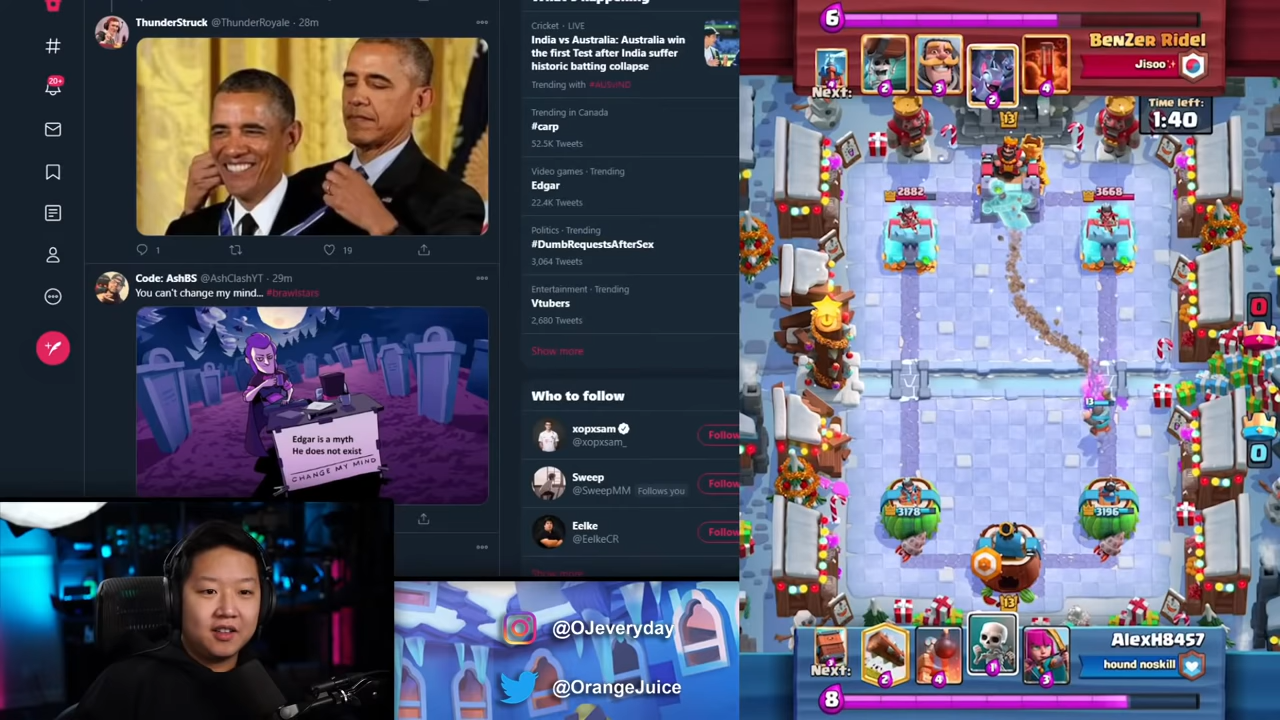 ThunderStruck @ThunderRoyale · 28m
1
19
Code: AshBS @AshClashYT · 29m
You can't change my mind... #brawlstars
Edgar is a myth
He does not exist
CHANGE MY MIND
20+
Cricket · LIVE
India vs Australia: Australia win
the first Test after India suffer
historic batting collapse
Trending with #AUSvIND
Trending in Canada
#carp
52.5K Tweets
Video games · Trending
Edgar
22.4K Tweets
Politics · Trending
#DumbRequestsAfterSex
3,064 Tweets
Entertainment · Trending
Vtubers
2,680 Tweets
Show more
Who to follow
xopxsam
@xopxsam_
Follow
Sweep
@SweepMM Follows you
Follow
Eelke
@EelkeCR
Follow
@OJeveryday
@OrangeJuice
6
BenZer Ridel
Jisoo
Next:
4
2
3
2
4
13
Time left:
1:40
2882
3668
0
0
13
3178
3196
13
AlexH8457
hound noskill
Next:
3
2
4
1
3
8